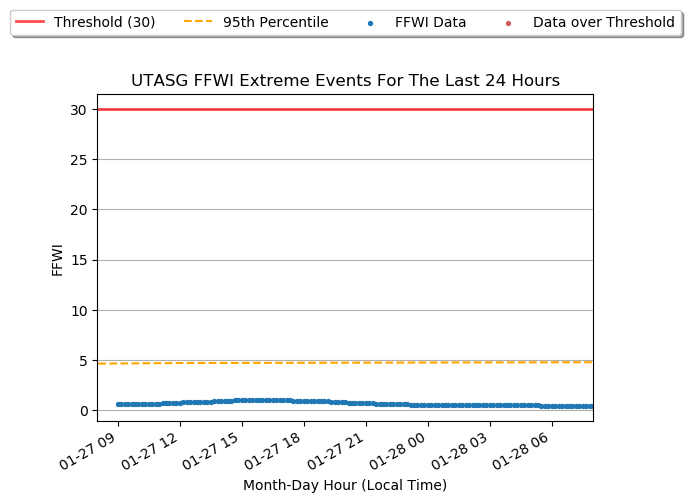 Threshold (30) 95th Percentile FFWI Data Data over Threshold
UTASG FFWI Extreme Events For The Last 24 Hours
30
25
20
15
10
5
0
FFWI
01-27 09 01-27 12 01-27 15 01-27 18 01-27 21 01-28 00 01-28 03 01-28 06
Month-Day Hour (Local Time)